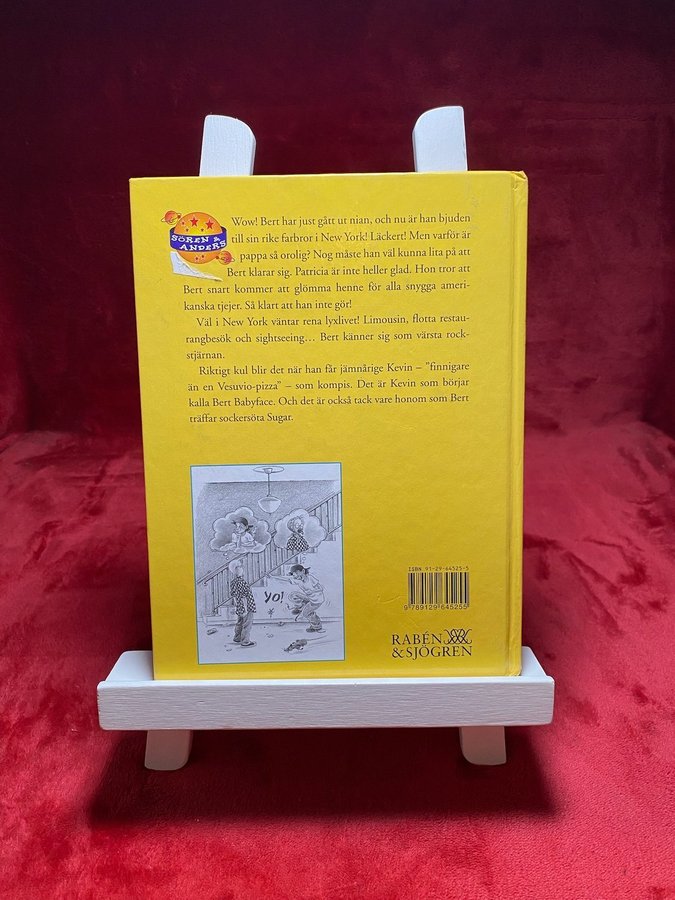 SÖREN &
ANDERS
Wow! Bert har just gått ut nian, och nu är han bjuden
till sin rike farbror i New York! Läckert! Men varför är
pappa så orolig? Nog måste han väl kunna lita på att
Bert klarar sig. Patricia är inte heller glad. Hon tror att
Bert snart kommer att glömma henne för alla snygga ameri-
kanska tjejer. Så klart att han inte gör!
Väl i New York väntar rena lyxlivet! Limousin, flotta restau-
rangbesök och sightseeing… Bert känner sig som värsta rock-
stjärnan.
Riktigt kul blir det när han får jämnårige Kevin – ”finnigare
än en Vesuvio-pizza” – som kompis. Det är Kevin som börjar
kalla Bert Babyface. Och det är också tack vare honom som Bert
träffar sockersöta Sugar.
YO!
ISBN 91-29-64525-5
9 789129 645255
RABÉN
& SJÖGREN